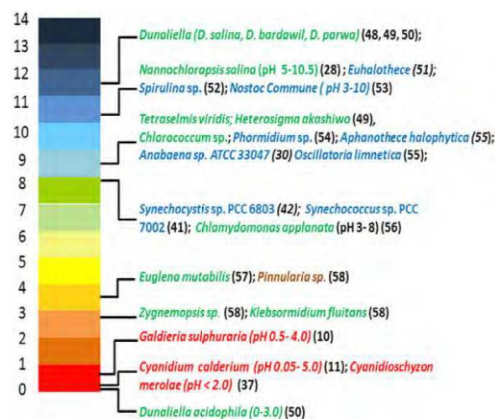 14
13
12
11
10
9
8
7
6
5
4
3
2
1
0
Dunaliella (D. salina, D. bardawil, D. parwa) (48, 49, 50);
Nannochlorapsis salina (pH 5-10.5) (28) ; Euhalothece (51);
Spirulina sp. (52); Nostoc Commune ( pH 3-10) (53)
Tetraselmis viridis; Heterosigma akashiwo (49),
Chlorococcum sp.; Phormidium sp. (54); Aphanothece halophytica (55);
Anabaena sp. ATCC 33047 (30) Oscillatoria limnetica (55);
Synechocystis sp. PCC 6803 (42); Synechococcus sp. PCC
7002 (41); Chlamydomonas applanata (pH 3- 8) (56)
Euglena mutabilis (57); Pinnularia sp. (58)
Zygnemopsis sp. (58); Klebsormidium fluitans (58)
Galdieria sulphuraria (pH 0.5- 4.0) (10)
Cyanidium calderium (pH 0.05- 5.0) (11); Cyanidioschyzon
merolae (pH < 2.0) (37)
Dunaliella acidophila (0-3.0) (50)